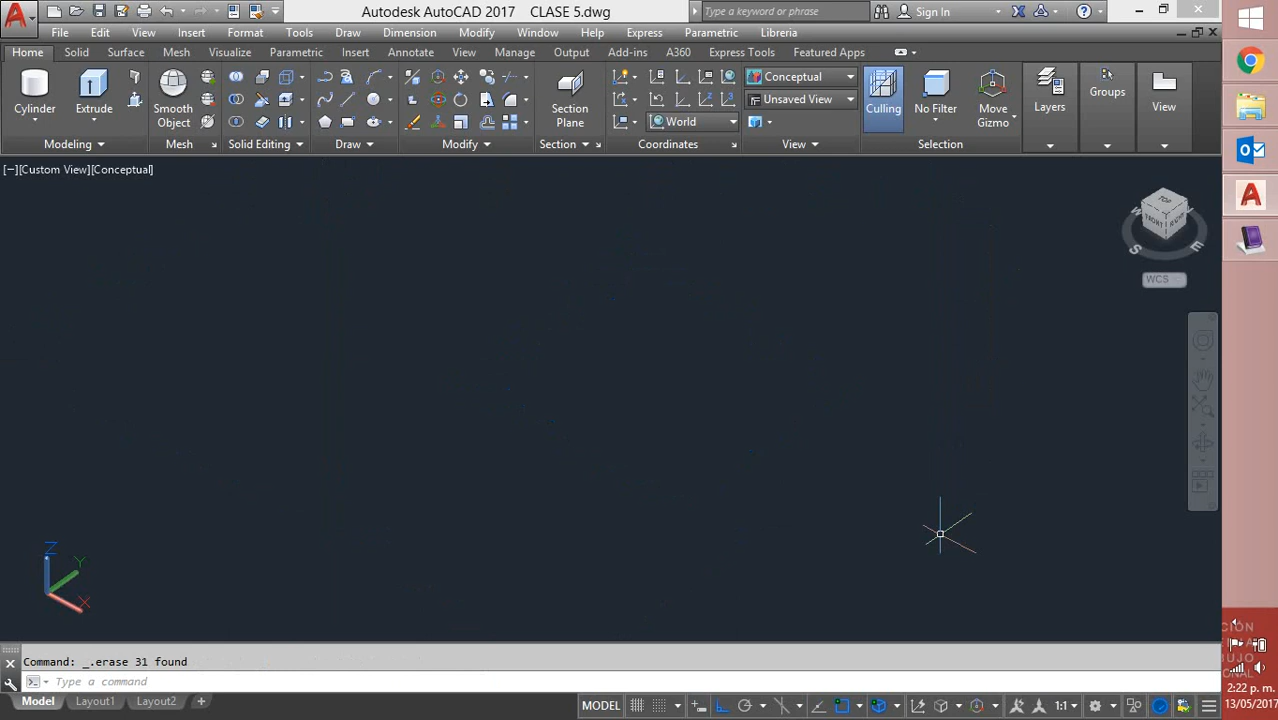 Autodesk AutoCAD 2017 CLASE 5.dwg
Type a keyword or phrase
Sign In
File Edit View Insert Format Tools Draw Dimension Modify Window Help Express Parametric Libreria
Home Solid Surface Mesh Visualize Parametric Insert Annotate View Manage Output Add-ins A360 Express Tools Featured Apps
Cylinder
Extrude
Smooth
Object
Section
Plane
Conceptual
Unsaved View
World
Culling
No Filter
Move
Gizmo
Layers
Groups
View
Modeling Mesh Solid Editing Draw Modify Section Coordinates View Selection
[−][Custom View][Conceptual]
TOP
FRONT
RIGHT
W
S
E
WCS
Z
Y
X
Command: _.erase 31 found
Type a command
Model Layout1 Layout2 +
MODEL
1:1
2:22 p. m.
13/05/2017